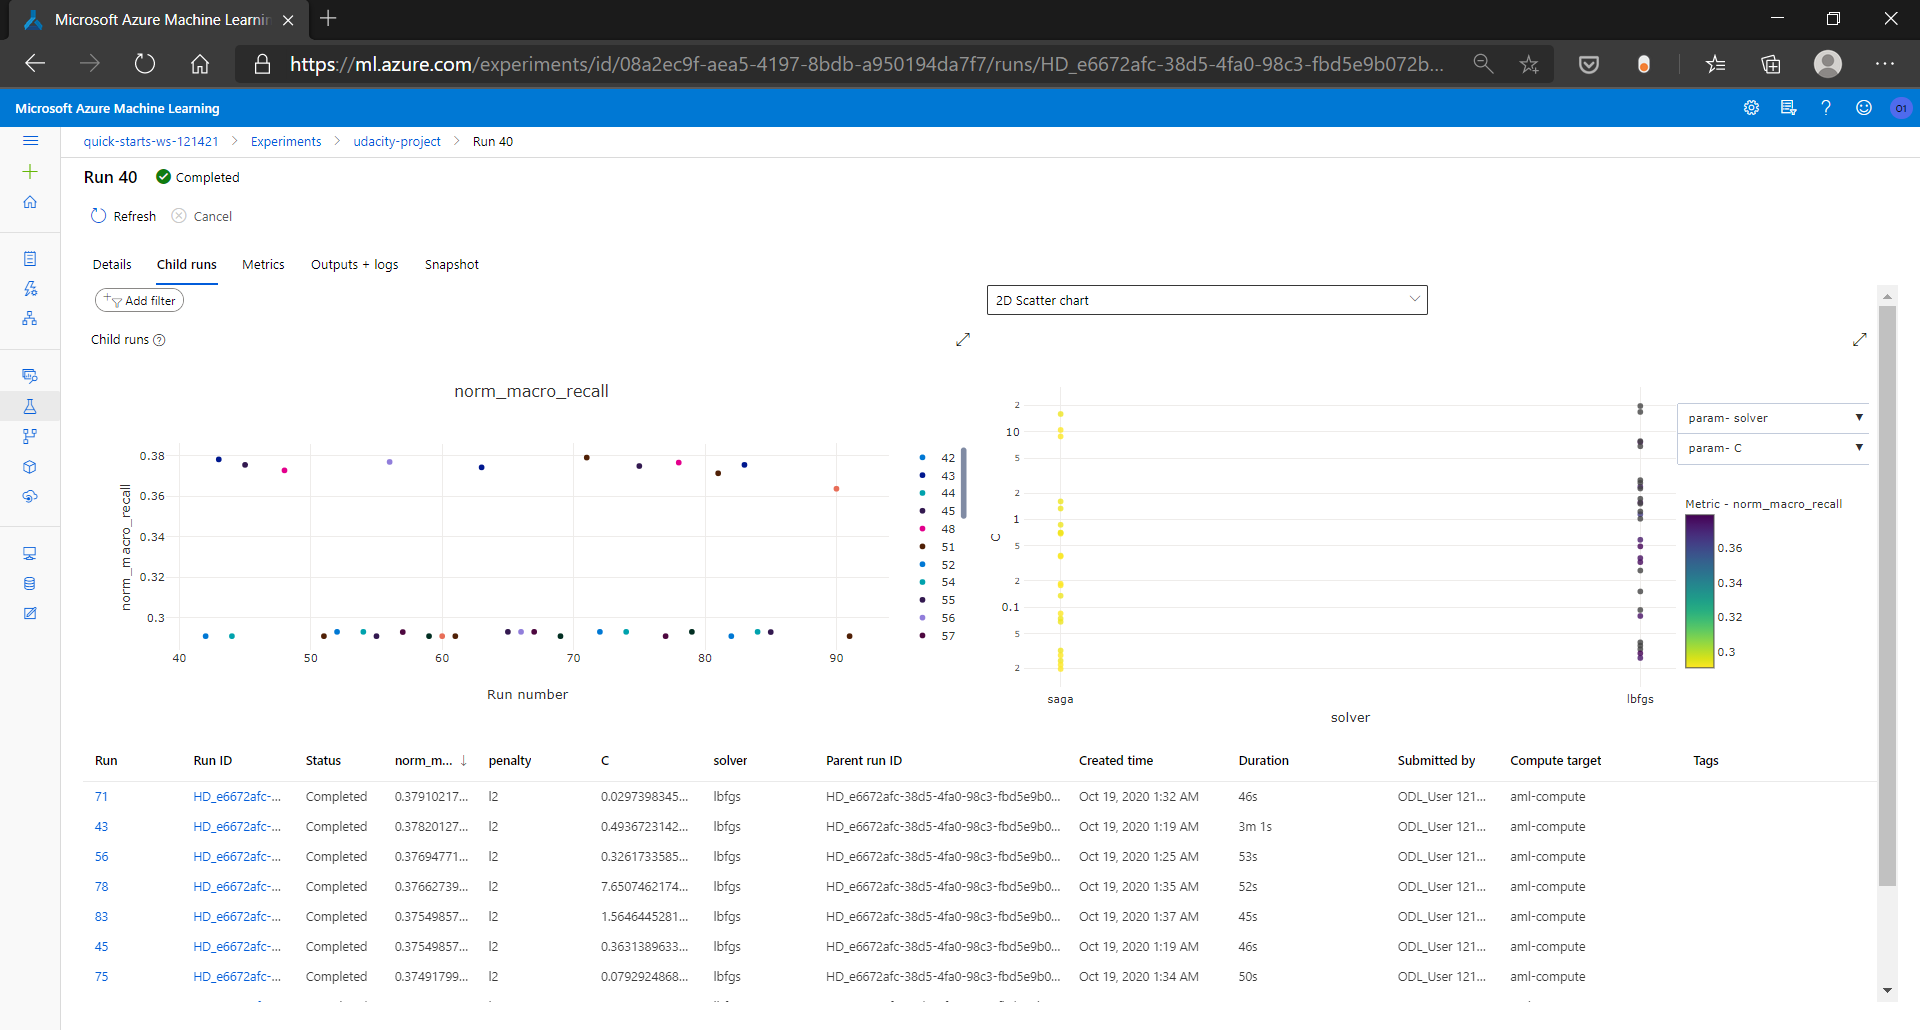 Microsoft Azure Machine Learnin
https://ml.azure.com/experiments/id/08a2ec9f-aea5-4197-8bdb-a950194da7f7/runs/HD_e6672afc-38d5-4fa0-98c3-fbd5e9b072b...
Microsoft Azure Machine Learning
O1
quick-starts-ws-121421 > Experiments > udacity-project > Run 40
Run 40 Completed
Refresh Cancel
Details Child runs Metrics Outputs + logs Snapshot
Add filter
2D Scatter chart
Child runs
norm_macro_recall
norm_macro_recall
0.38
0.36
0.34
0.32
0.3
40 50 60 70 80 90
Run number
42
43
44
45
48
51
52
54
55
56
57
C
2
10
5
2
1
5
2
0.1
5
2
saga lbfgs
solver
param- solver
param- C
Metric - norm_macro_recall
0.36
0.34
0.32
0.3
Run Run ID Status norm_m... ↓ penalty C solver Parent run ID Created time Duration Submitted by Compute target Tags
71 HD_e6672afc-... Completed 0.37910217... l2 0.0297398345... lbfgs HD_e6672afc-38d5-4fa0-98c3-fbd5e9b0... Oct 19, 2020 1:32 AM 46s ODL_User 121... aml-compute
43 HD_e6672afc-... Completed 0.37820127... l2 0.4936723142... lbfgs HD_e6672afc-38d5-4fa0-98c3-fbd5e9b0... Oct 19, 2020 1:19 AM 3m 1s ODL_User 121... aml-compute
56 HD_e6672afc-... Completed 0.37694771... l2 0.3261733585... lbfgs HD_e6672afc-38d5-4fa0-98c3-fbd5e9b0... Oct 19, 2020 1:25 AM 53s ODL_User 121... aml-compute
78 HD_e6672afc-... Completed 0.37662739... l2 7.6507462174... lbfgs HD_e6672afc-38d5-4fa0-98c3-fbd5e9b0... Oct 19, 2020 1:35 AM 52s ODL_User 121... aml-compute
83 HD_e6672afc-... Completed 0.37549857... l2 1.5646445281... lbfgs HD_e6672afc-38d5-4fa0-98c3-fbd5e9b0... Oct 19, 2020 1:37 AM 45s ODL_User 121... aml-compute
45 HD_e6672afc-... Completed 0.37549857... l2 0.3631389633... lbfgs HD_e6672afc-38d5-4fa0-98c3-fbd5e9b0... Oct 19, 2020 1:19 AM 46s ODL_User 121... aml-compute
75 HD_e6672afc-... Completed 0.37491799... l2 0.0792924868... lbfgs HD_e6672afc-38d5-4fa0-98c3-fbd5e9b0... Oct 19, 2020 1:34 AM 50s ODL_User 121... aml-compute